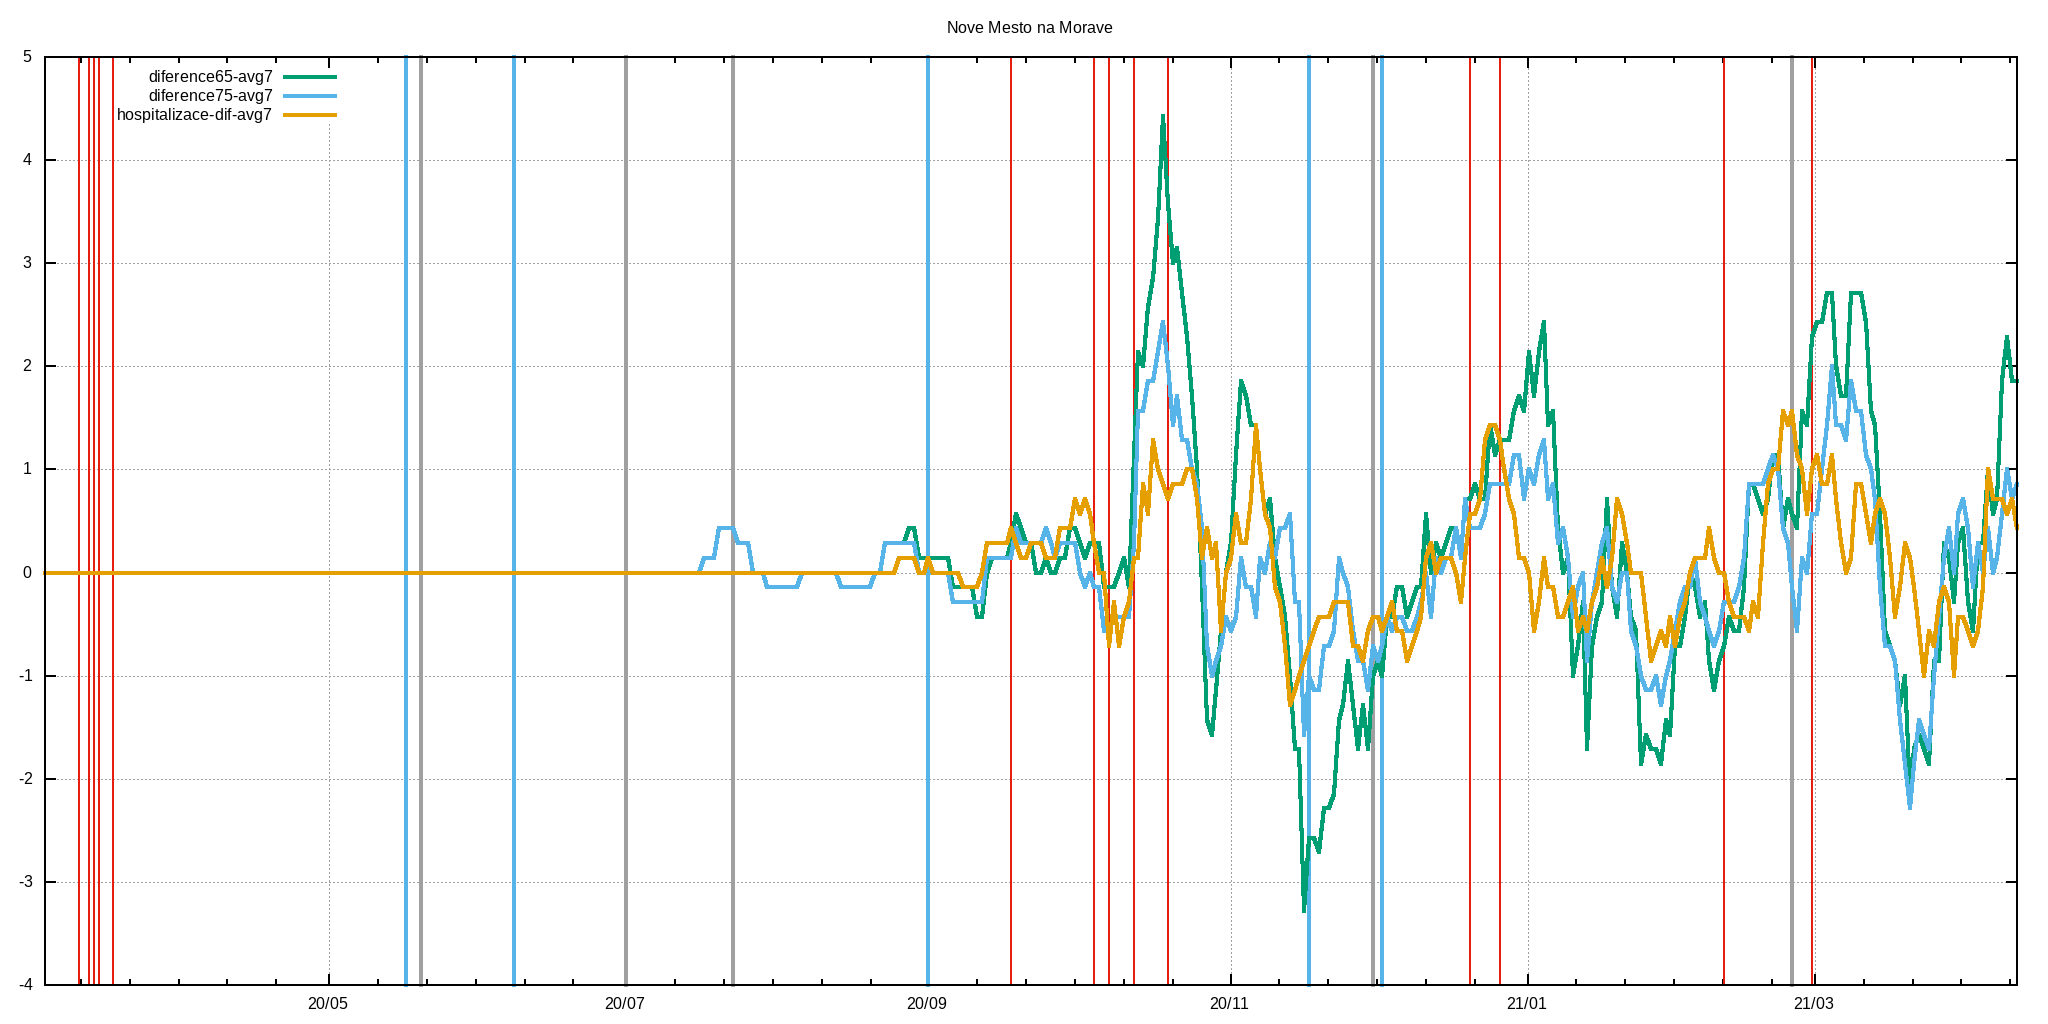 Nove Mesto na Morave
5
4
3
2
1
0
-1
-2
-3
-4
diference65-avg7
diference75-avg7
hospitalizace-dif-avg7
20/05 20/07 20/09 20/11 21/01 21/03